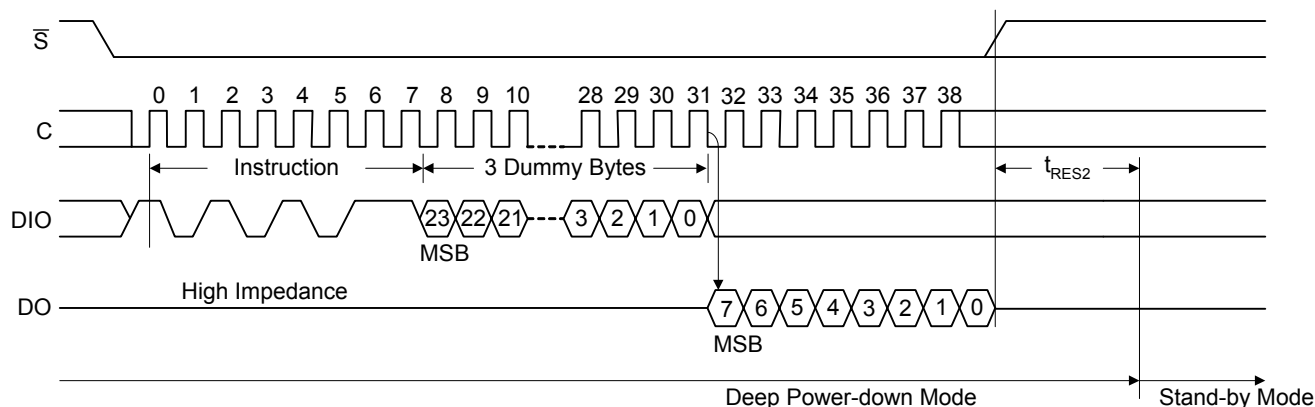 S
0 1 2 3 4 5 6 7 8 9 10 28 29 30 31 32 33 34 35 36 37 38
C
Instruction 3 Dummy Bytes tRES2
DIO 23 22 21 3 2 1 0
MSB
High Impedance
DO 7 6 5 4 3 2 1 0
MSB
Deep Power-down Mode Stand-by Mode